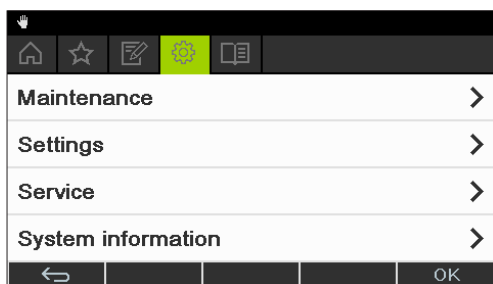 Maintenance
Settings
Service
System information
OK